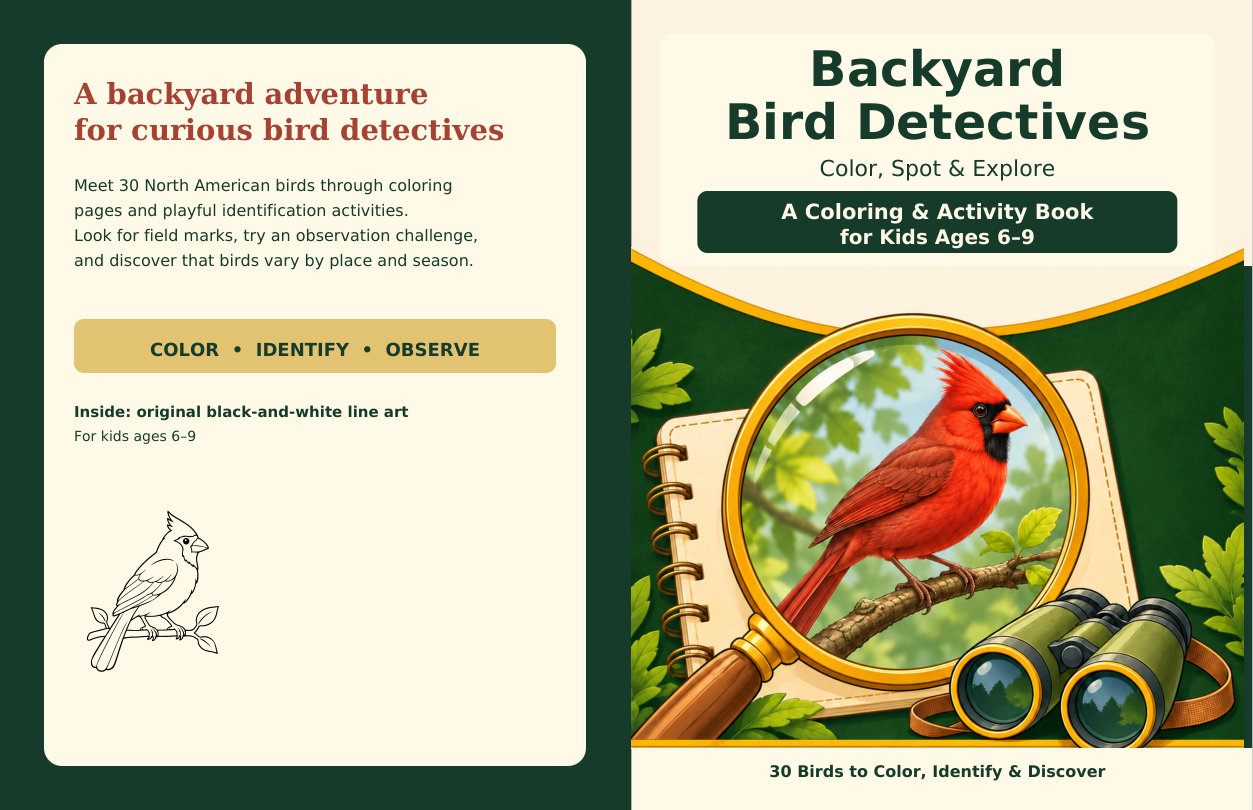 A backyard adventure
for curious bird detectives
Meet 30 North American birds through coloring
pages and playful identification activities.
Look for field marks, try an observation challenge,
and discover that birds vary by place and season.
COLOR • IDENTIFY • OBSERVE
Inside: original black-and-white line art
For kids ages 6–9
Backyard
Bird Detectives
Color, Spot & Explore
A Coloring & Activity Book
for Kids Ages 6–9
30 Birds to Color, Identify & Discover